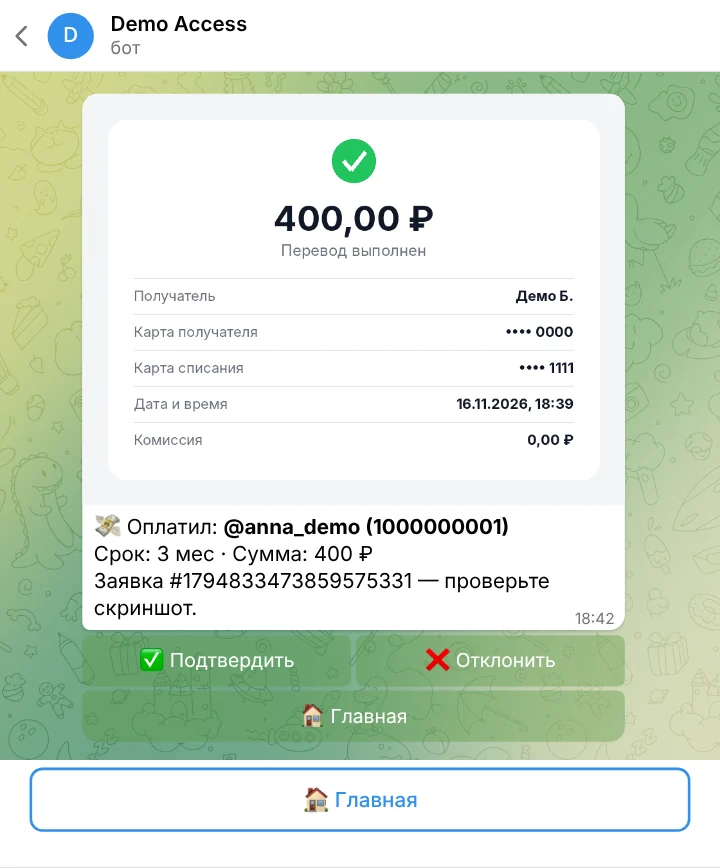 Demo Access
бот
D
400,00 ₽
Перевод выполнен
Получатель Демо Б.
Карта получателя •••• 0000
Карта списания •••• 1111
Дата и время 16.11.2026, 18:39
Комиссия 0,00 ₽
💸 Оплатил: @anna_demo (1000000001)
Срок: 3 мес · Сумма: 400 ₽
Заявка #1794833473859575331 — проверьте
скриншот.
18:42
✅ Подтвердить
❌ Отклонить
🏠 Главная
🏠 Главная